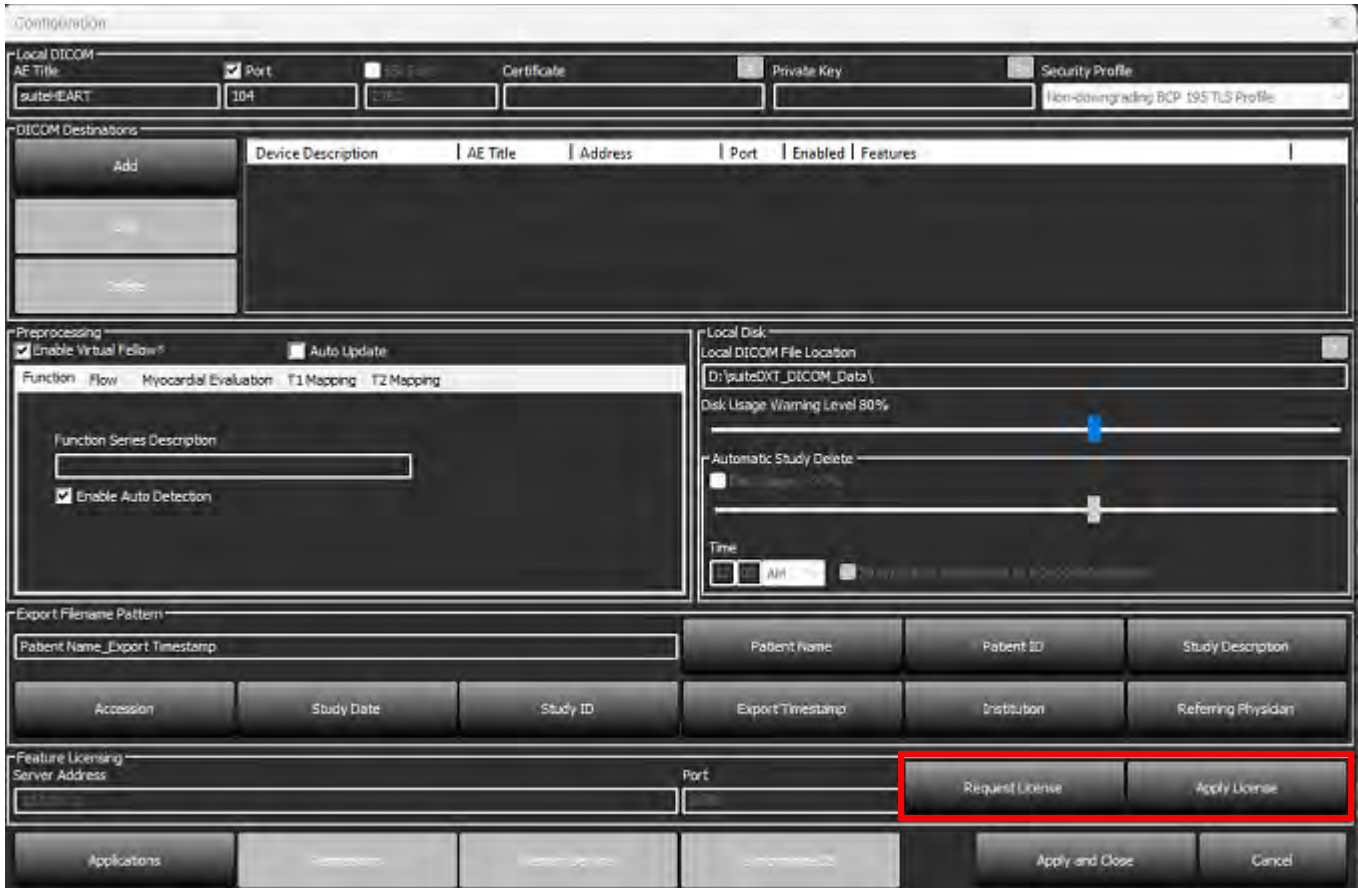 Configuration
Local DICOM
AE Title
Port
Certificate
Private Key
Security Profile
suiteHEART
104
Non-downgrading BCP 195 TLS Profile
DICOM Destinations
Add
Device Description AE Title Address Port Enabled Features
Delete
Preprocessing
Enable Virtual Fellow®
Auto Update
Function Flow Myocardial Evaluation T1 Mapping T2 Mapping
Function Series Description
Enable Auto Detection
Local Disk
Local DICOM File Location
D:\suiteDXT_DICOM_Data\
Disk Usage Warning Level 80%
Automatic Study Delete
Time
AM
Export Filename Pattern
Patient Name_Export Timestamp
Patient Name
Patient ID
Study Description
Accession
Study Date
Study ID
Export Timestamp
Institution
Referring Physician
Feature Licensing
Server Address
Port
Request License
Apply License
Applications
Apply and Close
Cancel